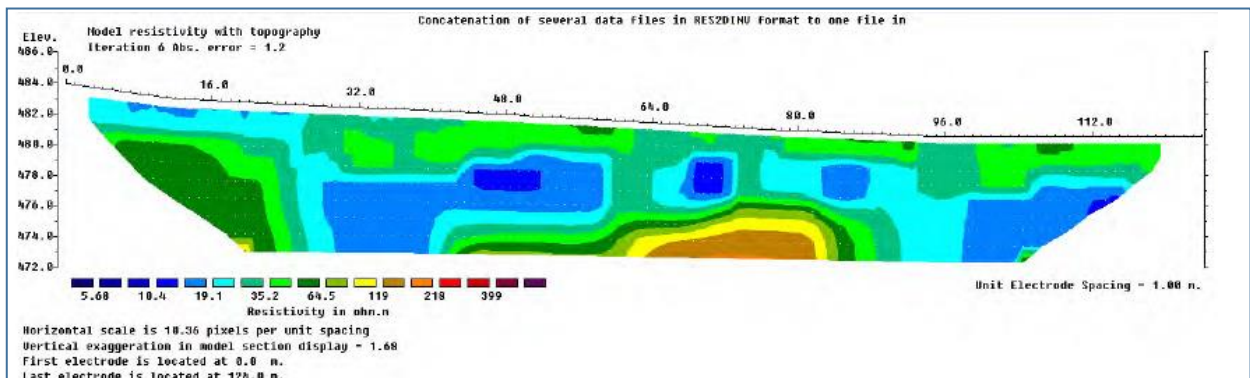 Concatenation of several data files in RES2DINV format to one file in
Model resistivity with topography
Elev.
Iteration 6 Abs. error = 1.2
486.0
484.0
482.0
480.0
478.0
476.0
474.0
472.0
0.0
16.0
32.0
48.0
64.0
80.0
96.0
112.0
5.68 10.4 19.1 35.2 64.5 119 218 399
Resistivity in ohm.m
Unit Electrode Spacing = 1.00 m.
Horizontal scale is 10.36 pixels per unit spacing
Vertical exaggeration in model section display = 1.68
First electrode is located at 0.0 m.
Last electrode is located at 124.0 m.